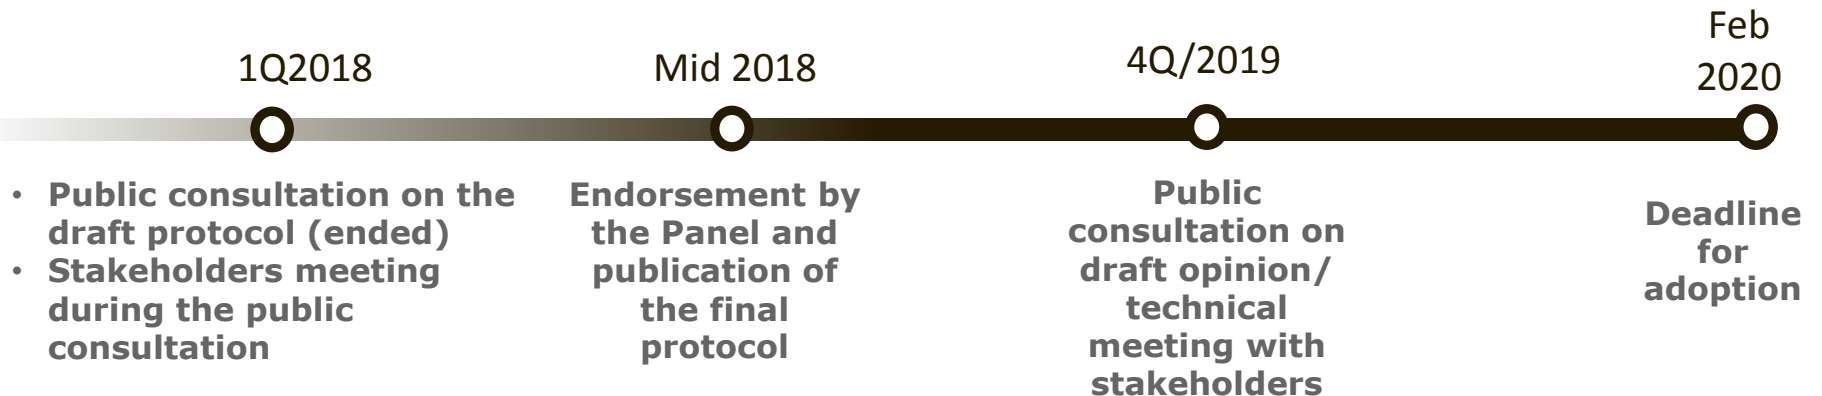 1Q2018
• Public consultation on the
draft protocol (ended)
• Stakeholders meeting
during the public
consultation
Mid 2018
Endorsement by
the Panel and
publication of
the final
protocol
4Q/2019
Public
consultation on
draft opinion/
technical
meeting with
stakeholders
Feb
2020
Deadline
for
adoption